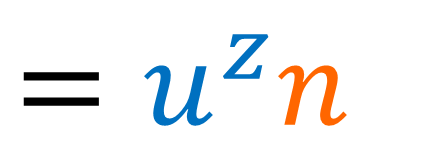 = u^z n